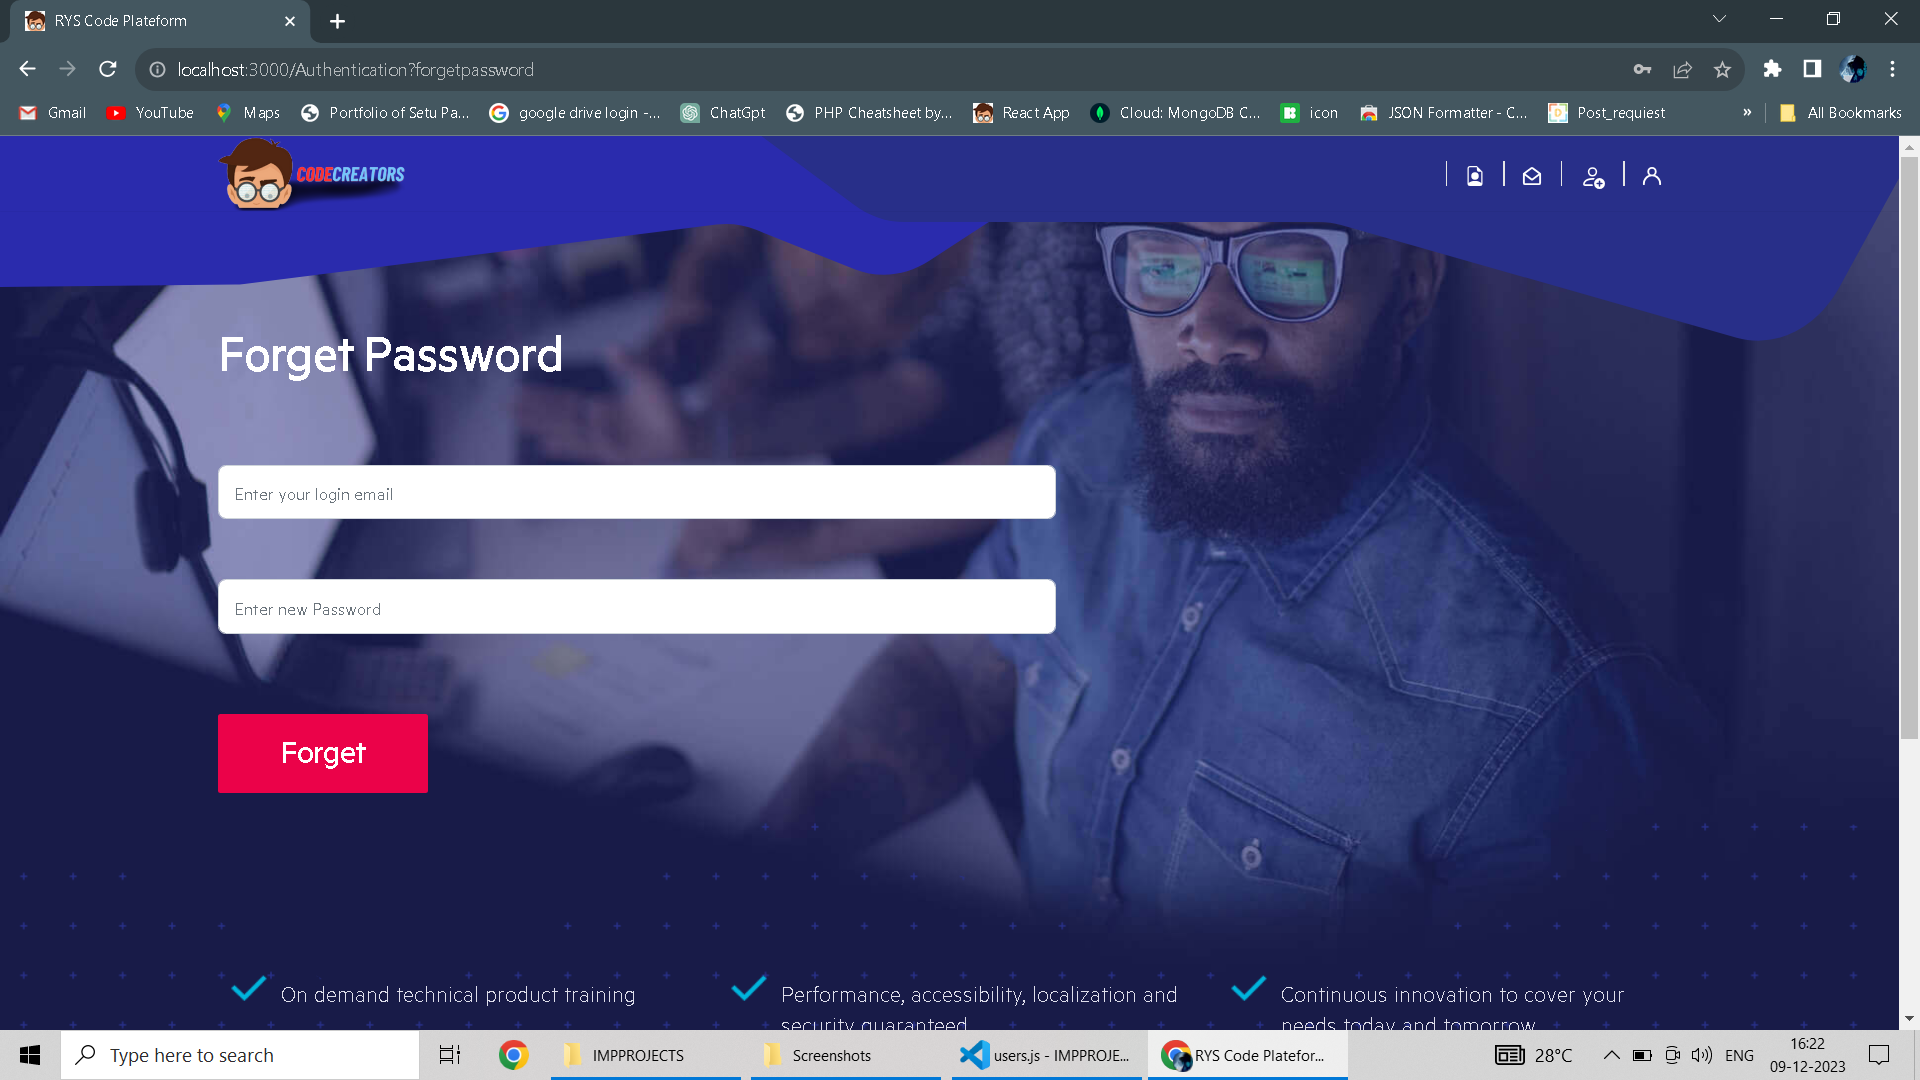 RYS Code Plateform
localhost:3000/Authentication?forgetpassword
Gmail
YouTube
Maps
Portfolio of Setu Pa...
google drive login -...
ChatGpt
PHP Cheatsheet by...
React App
Cloud: MongoDB C...
icon
JSON Formatter - C...
Post_requiest
»
All Bookmarks
CODECREATORS
Forget Password
Enter your login email
Enter new Password
Forget
On demand technical product training
Performance, accessibility, localization and
security guaranteed
Continuous innovation to cover your
needs today and tomorrow
Type here to search
IMPPROJECTS
Screenshots
users.js - IMPPROJE...
RYS Code Platefor...
28°C
ENG
16:22
09-12-2023